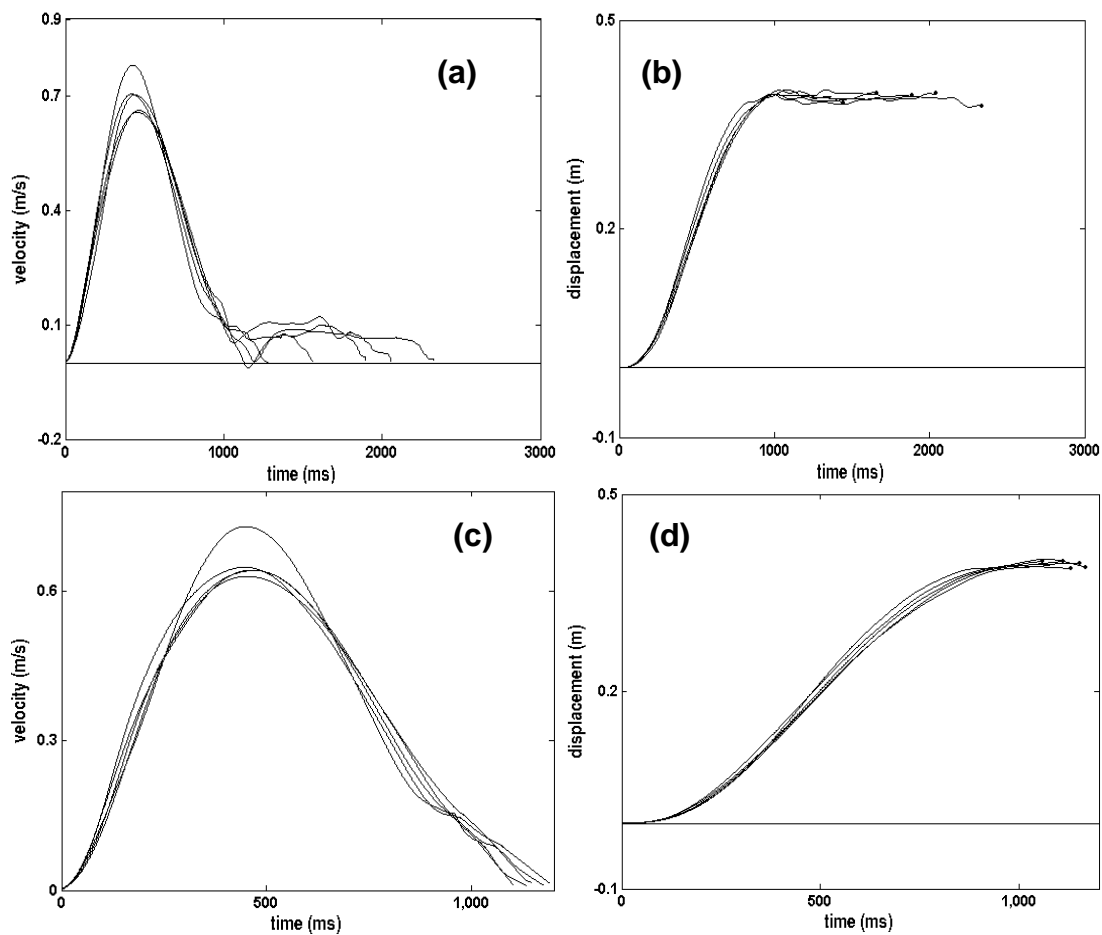 (a)
velocity (m/s)
0.9
0.7
0.4
0.1
-0.2
0
1000
2000
3000
time (ms)
(b)
displacement (m)
0.5
0.2
-0.1
0
1000
2000
3000
time (ms)
(c)
velocity (m/s)
0.6
0.3
0
0
500
1,000
time (ms)
(d)
displacement (m)
0.5
0.2
-0.1
0
500
1,000
time (ms)